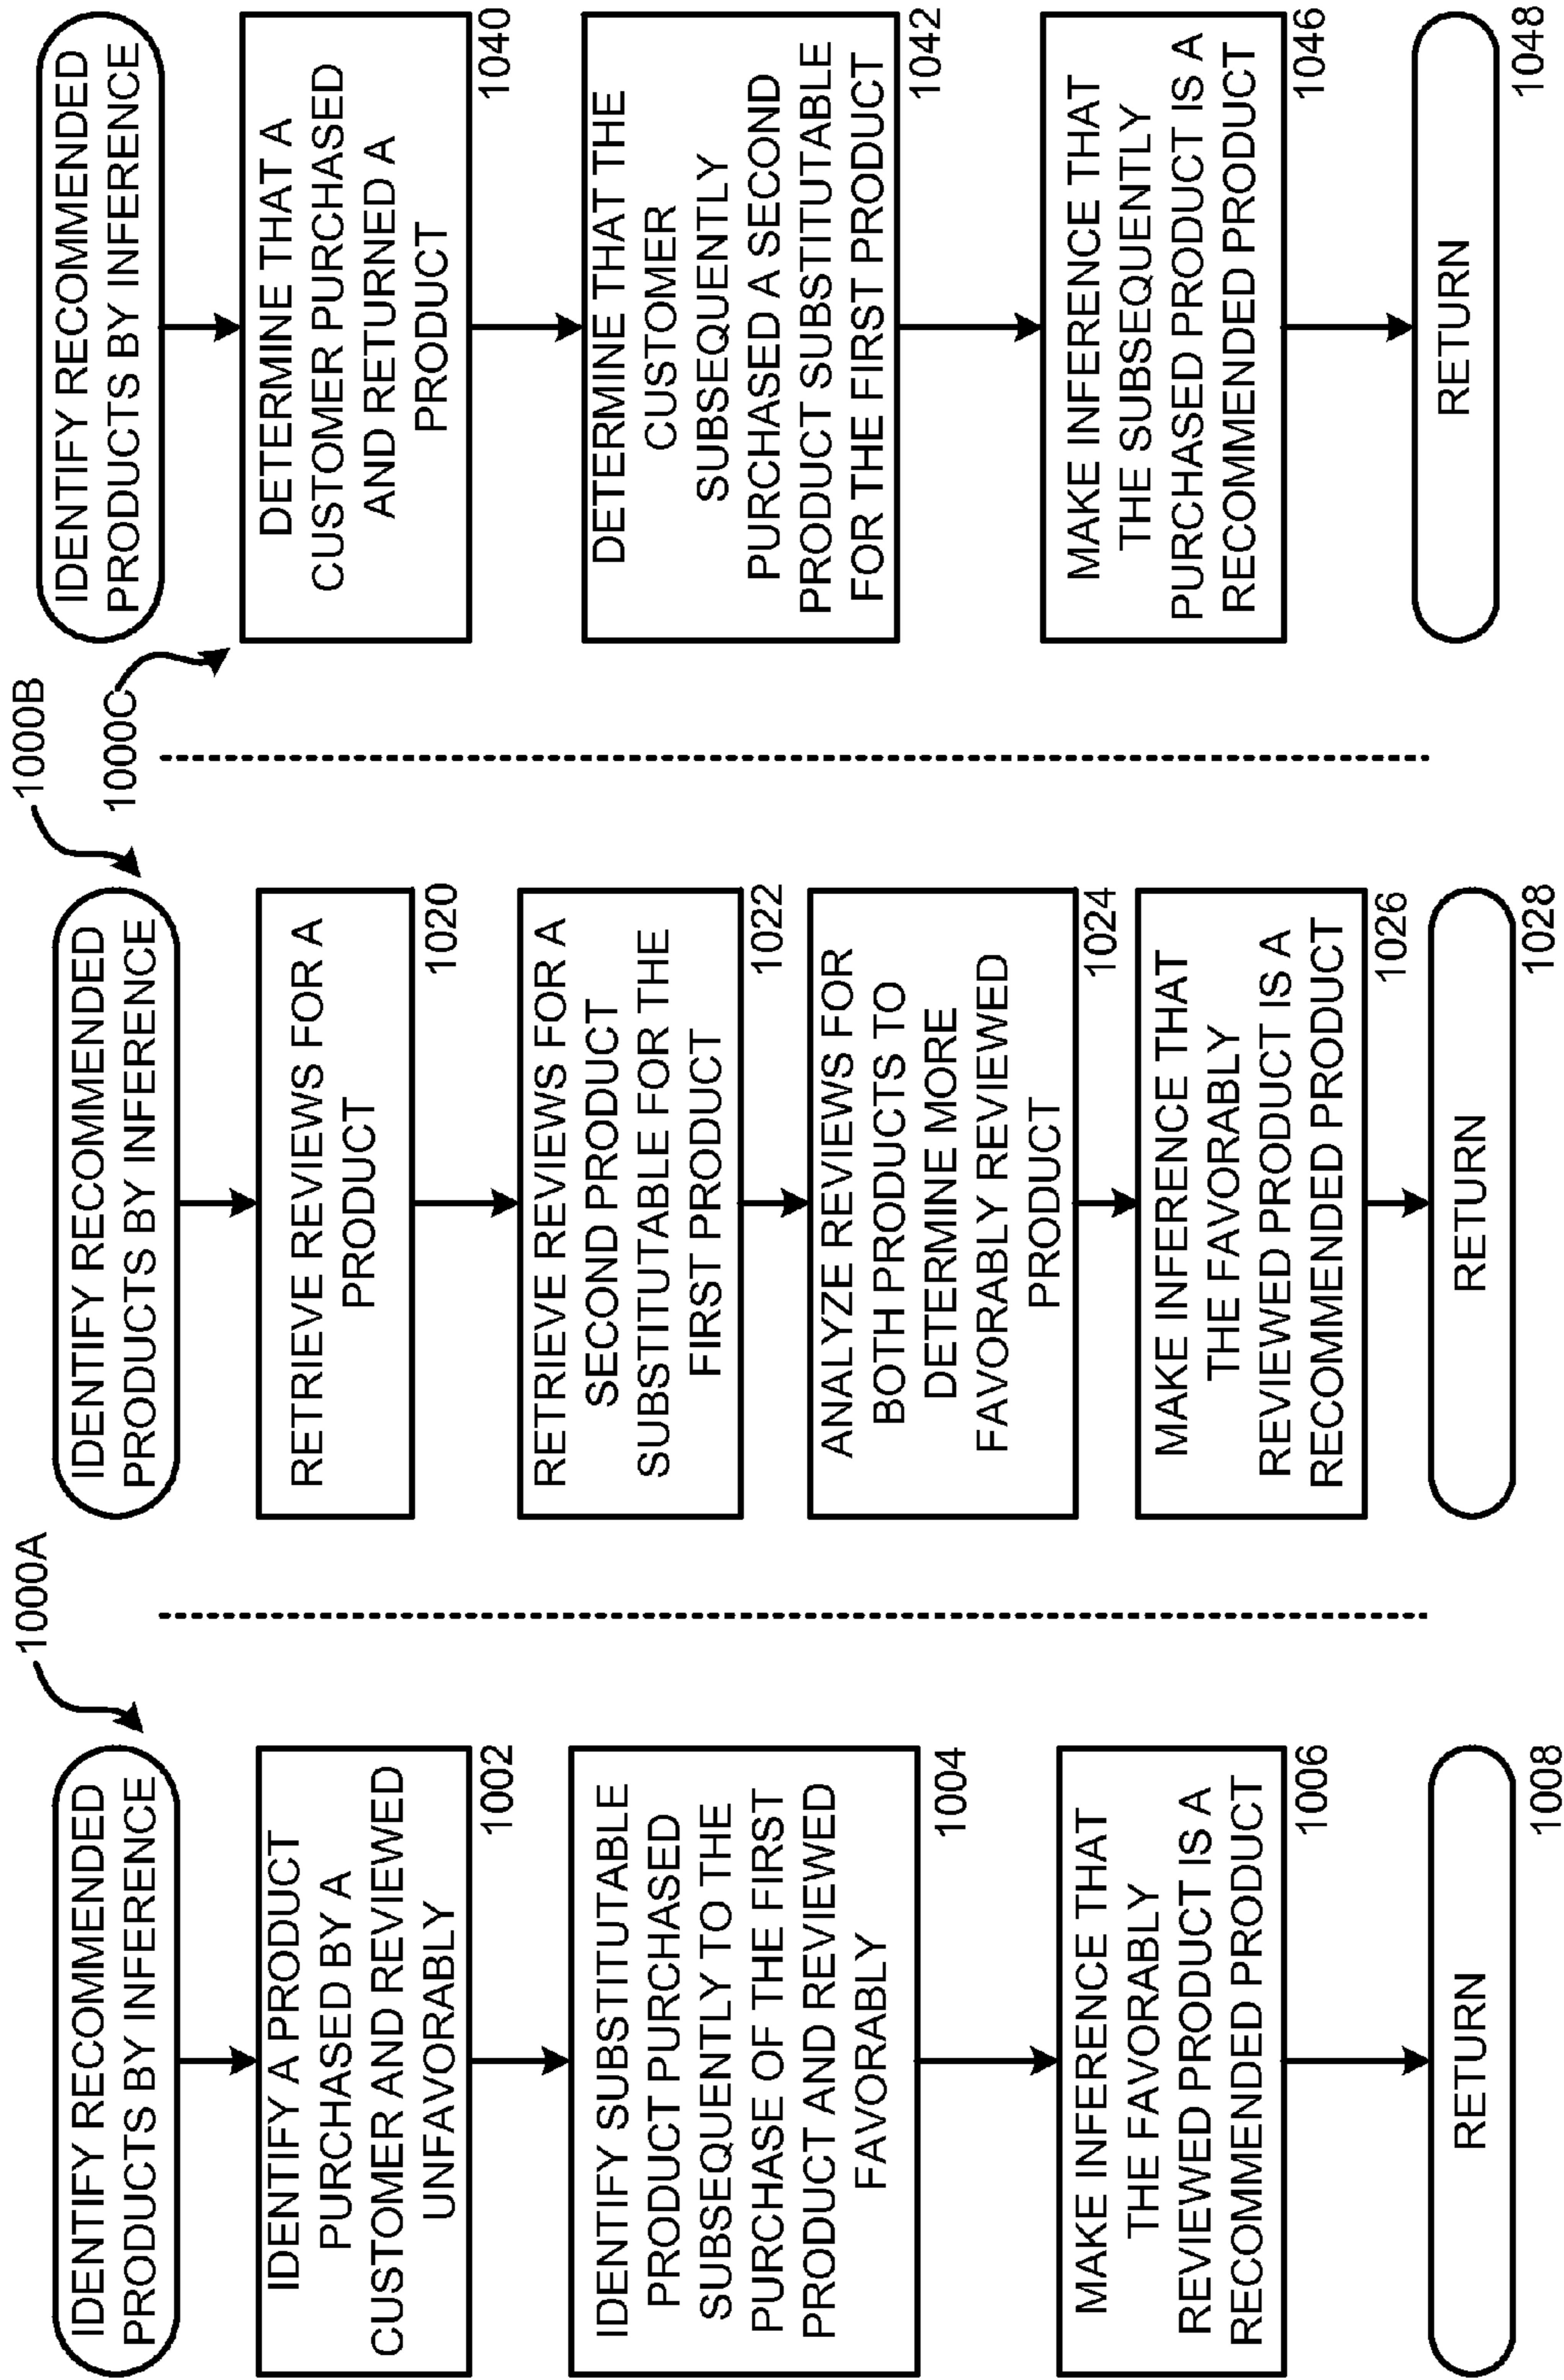 1000A
IDENTIFY RECOMMENDED
PRODUCTS BY INFERENCE
IDENTIFY A PRODUCT
PURCHASED BY A
CUSTOMER AND REVIEWED
UNFAVORABLY
1002
IDENTIFY SUBSTITUTABLE
PRODUCT PURCHASED
SUBSEQUENTLY TO THE
PURCHASE OF THE FIRST
PRODUCT AND REVIEWED
FAVORABLY
1004
MAKE INFERENCE THAT
THE FAVORABLY
REVIEWED PRODUCT IS A
RECOMMENDED PRODUCT
1006
RETURN
1008
1000B
IDENTIFY RECOMMENDED
PRODUCTS BY INFERENCE
RETRIEVE REVIEWS FOR A
PRODUCT
1020
RETRIEVE REVIEWS FOR A
SECOND PRODUCT
SUBSTITUTABLE FOR THE
FIRST PRODUCT
1022
ANALYZE REVIEWS FOR
BOTH PRODUCTS TO
DETERMINE MORE
FAVORABLY REVIEWED
PRODUCT
1024
MAKE INFERENCE THAT
THE FAVORABLY
REVIEWED PRODUCT IS A
RECOMMENDED PRODUCT
1026
RETURN
1028
1000C
IDENTIFY RECOMMENDED
PRODUCTS BY INFERENCE
DETERMINE THAT A
CUSTOMER PURCHASED
AND RETURNED A
PRODUCT
1040
DETERMINE THAT THE
CUSTOMER
SUBSEQUENTLY
PURCHASED A SECOND
PRODUCT SUBSTITUTABLE
FOR THE FIRST PRODUCT
1042
MAKE INFERENCE THAT
THE SUBSEQUENTLY
PURCHASED PRODUCT IS A
RECOMMENDED PRODUCT
1046
RETURN
1048